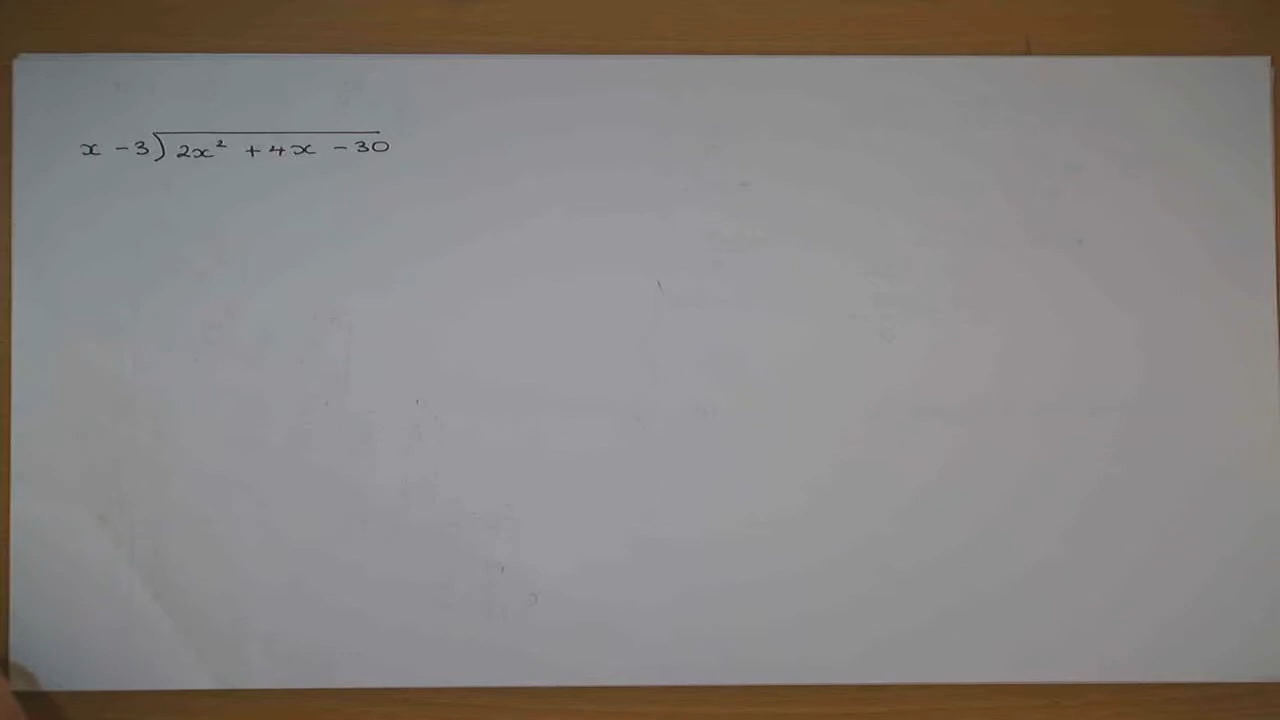 x - 3) 2x² + 4x - 30